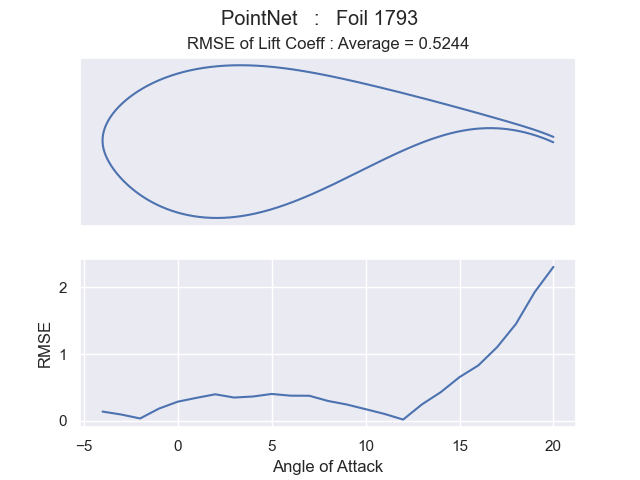 PointNet   :   Foil 1793
RMSE of Lift Coeff : Average = 0.5244
2
1
0
RMSE
−5 0 5 10 15 20
Angle of Attack